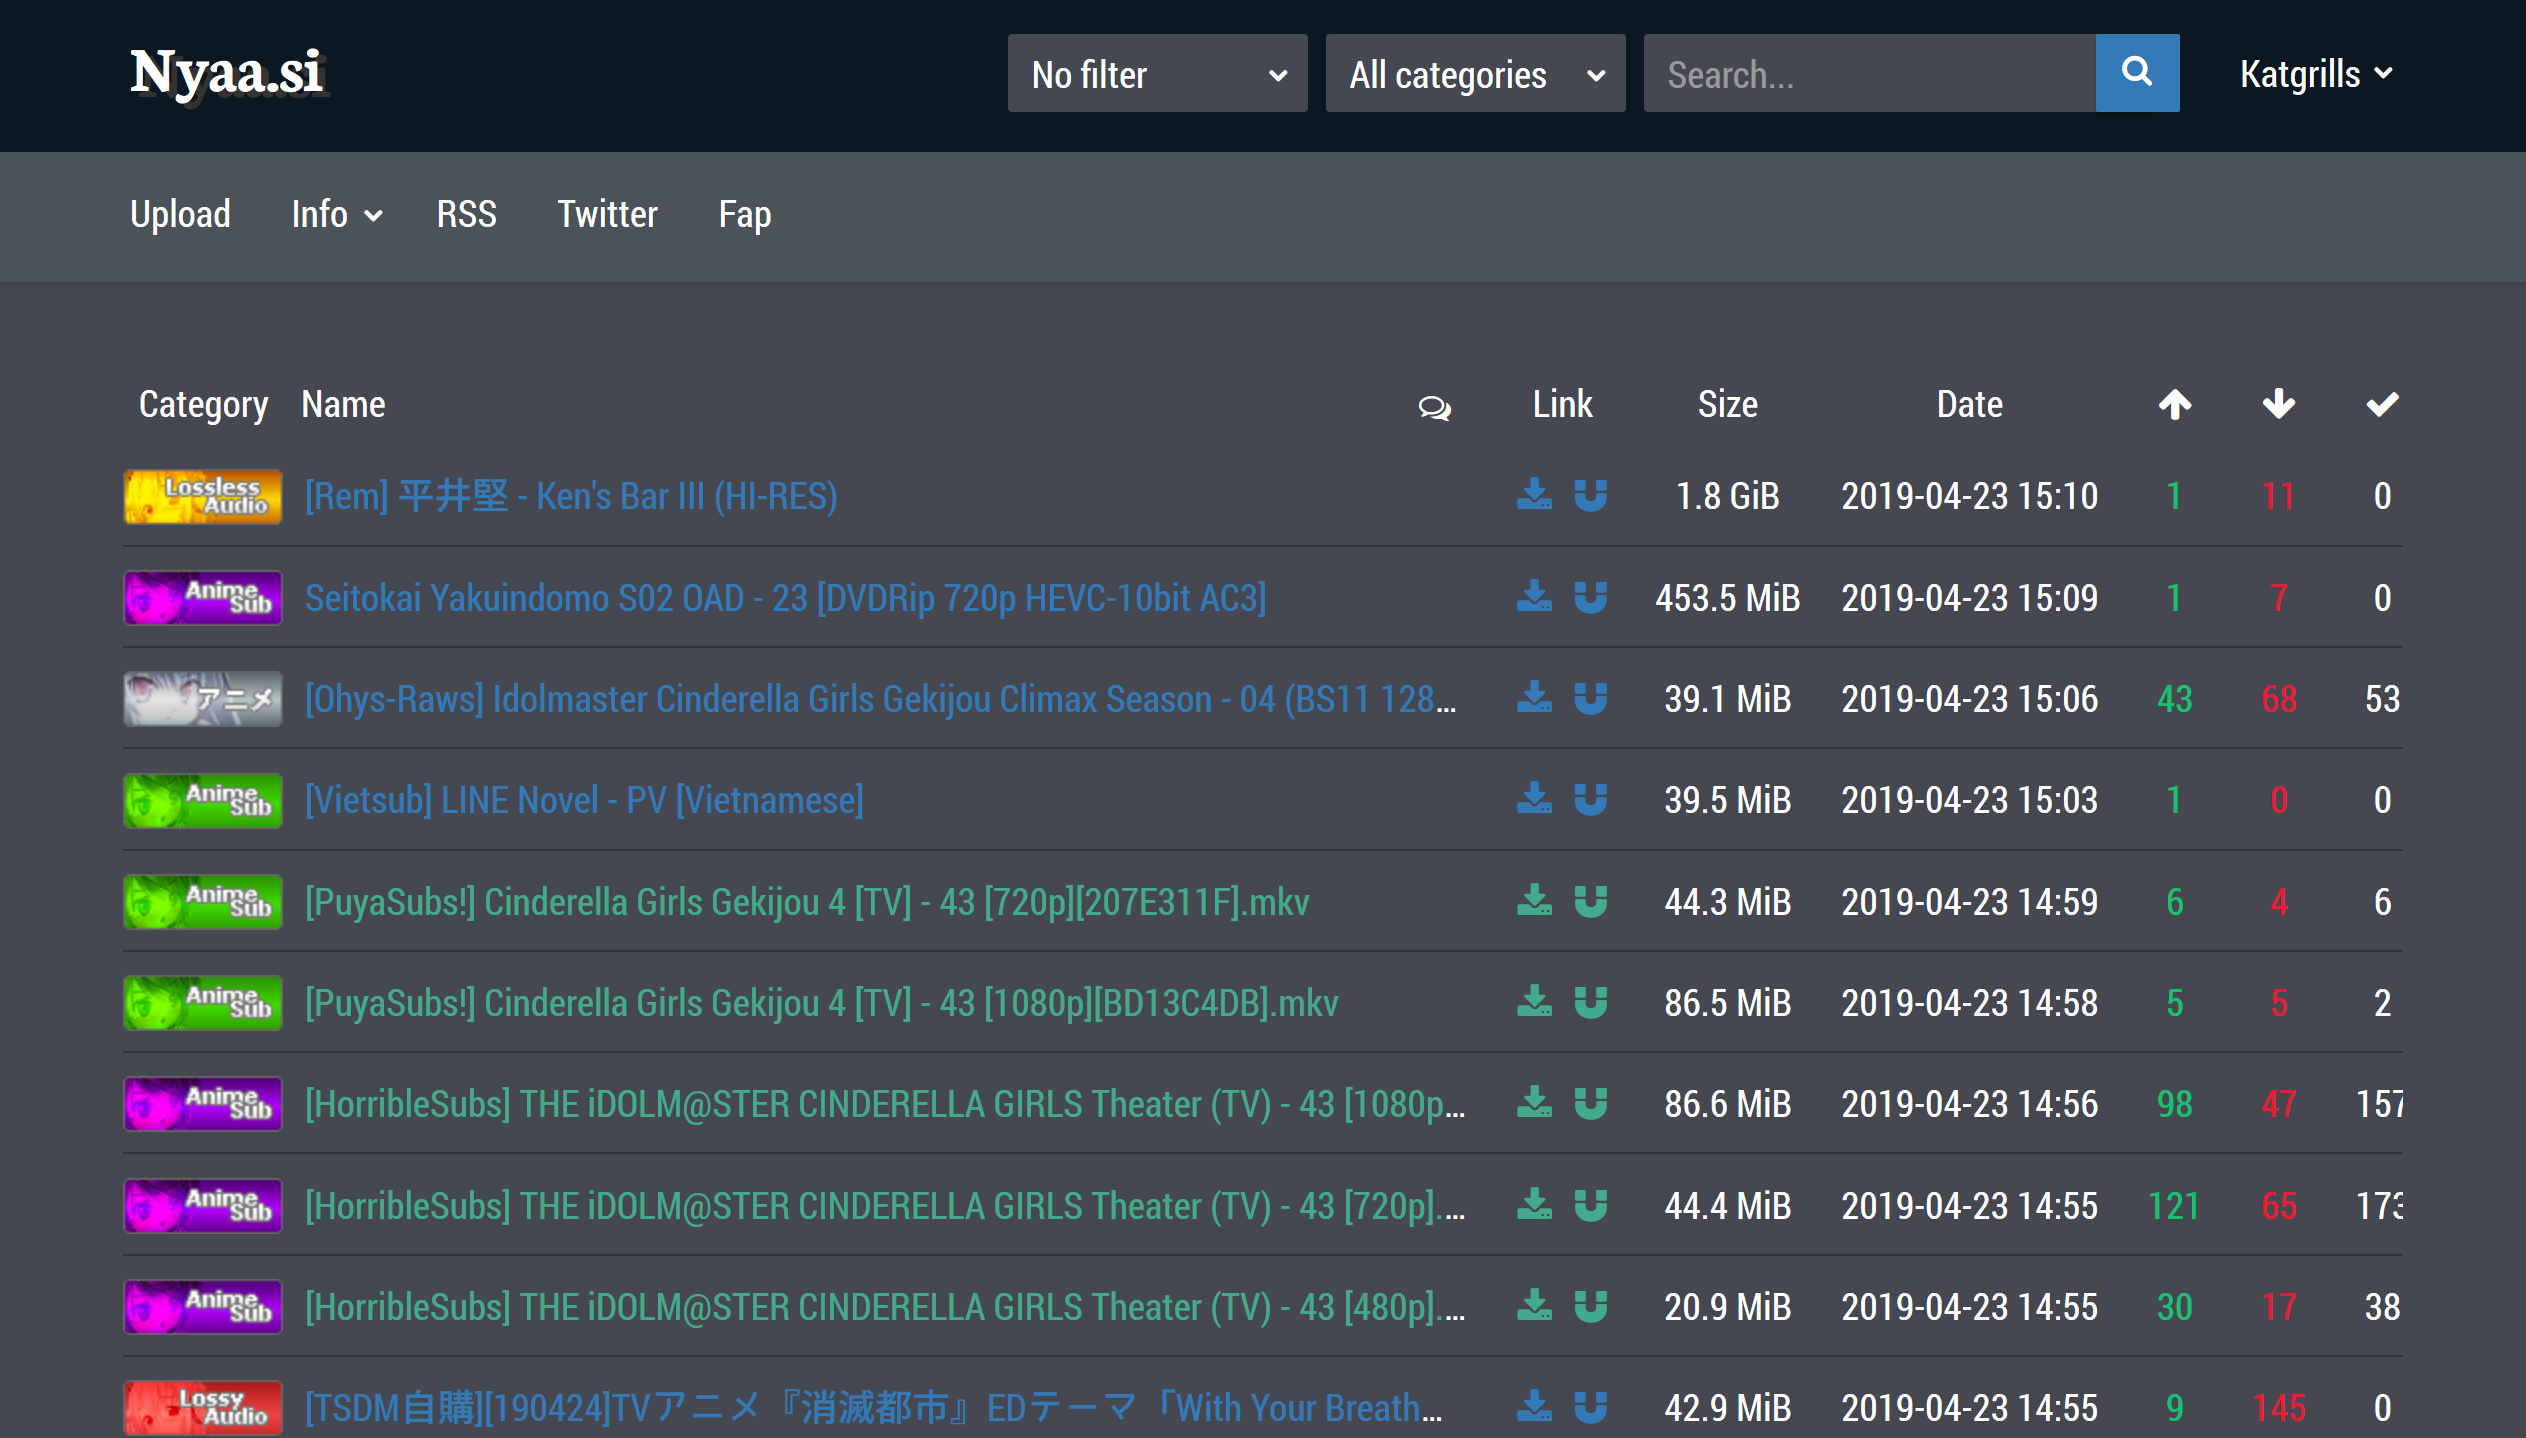 Nyaa.si No filter All categories Search... Katgrills
Upload Info RSS Twitter Fap
Category Name Link Size Date
Lossless Audio [Rem] 平井堅 - Ken's Bar III (HI-RES) 1.8 GiB 2019-04-23 15:10 1 11 0
Anime Sub Seitokai Yakuindomo S02 OAD - 23 [DVDRip 720p HEVC-10bit AC3] 453.5 MiB 2019-04-23 15:09 1 7 0
アニメ [Ohys-Raws] Idolmaster Cinderella Girls Gekijou Climax Season - 04 (BS11 128... 39.1 MiB 2019-04-23 15:06 43 68 53
Anime Sub [Vietsub] LINE Novel - PV [Vietnamese] 39.5 MiB 2019-04-23 15:03 1 0 0
Anime Sub [PuyaSubs!] Cinderella Girls Gekijou 4 [TV] - 43 [720p][207E311F].mkv 44.3 MiB 2019-04-23 14:59 6 4 6
Anime Sub [PuyaSubs!] Cinderella Girls Gekijou 4 [TV] - 43 [1080p][BD13C4DB].mkv 86.5 MiB 2019-04-23 14:58 5 5 2
Anime Sub [HorribleSubs] THE iDOLM@STER CINDERELLA GIRLS Theater (TV) - 43 [1080p... 86.6 MiB 2019-04-23 14:56 98 47 157
Anime Sub [HorribleSubs] THE iDOLM@STER CINDERELLA GIRLS Theater (TV) - 43 [720p].... 44.4 MiB 2019-04-23 14:55 121 65 173
Anime Sub [HorribleSubs] THE iDOLM@STER CINDERELLA GIRLS Theater (TV) - 43 [480p].... 20.9 MiB 2019-04-23 14:55 30 17 38
Lossy Audio [TSDM自購][190424]TVアニメ『消滅都市』EDテーマ「With Your Breath... 42.9 MiB 2019-04-23 14:55 9 145 0